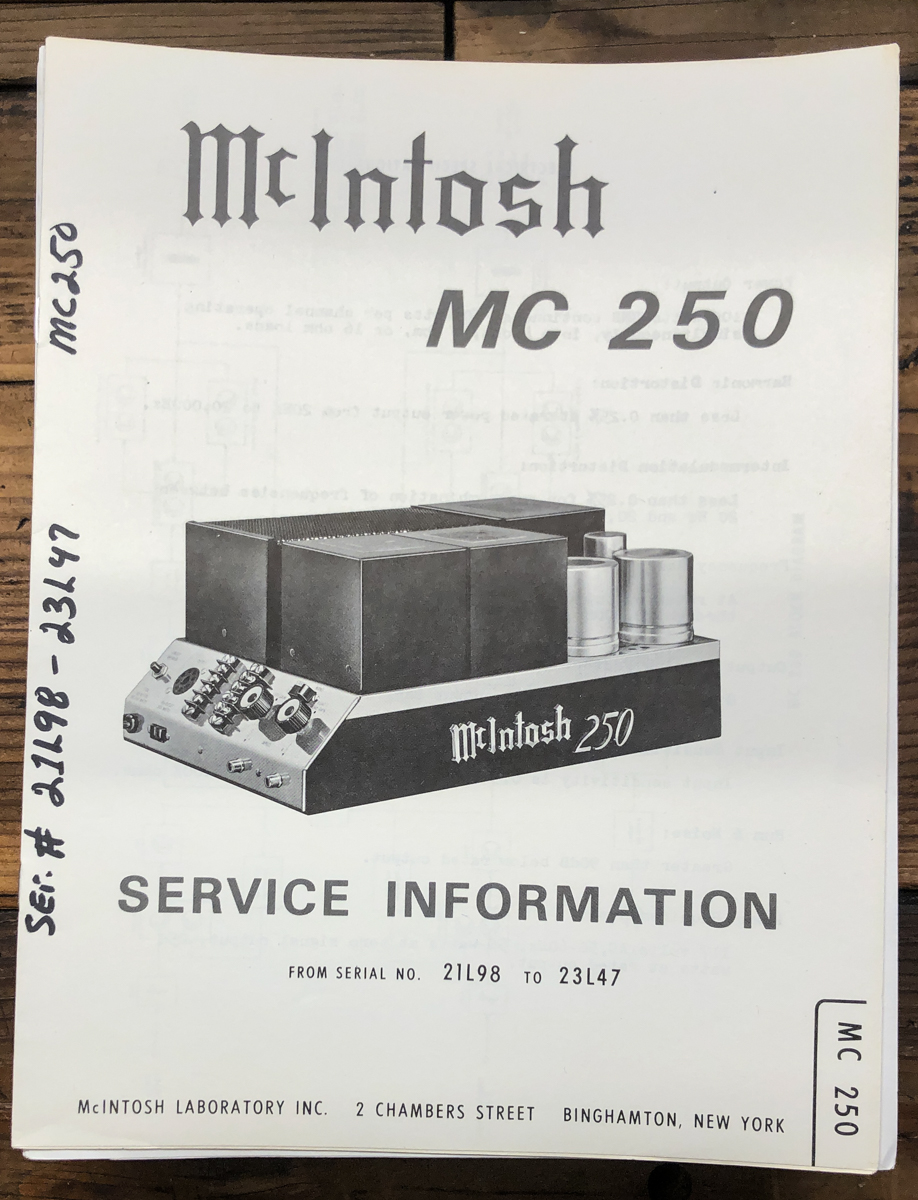 McIntosh
MC 250
MC250
Ser. # 21L98 - 23L47
McIntosh 250
SERVICE INFORMATION
FROM SERIAL NO. 21L98 TO 23L47
MC 250
McINTOSH LABORATORY INC. 2 CHAMBERS STREET BINGHAMTON, NEW YORK